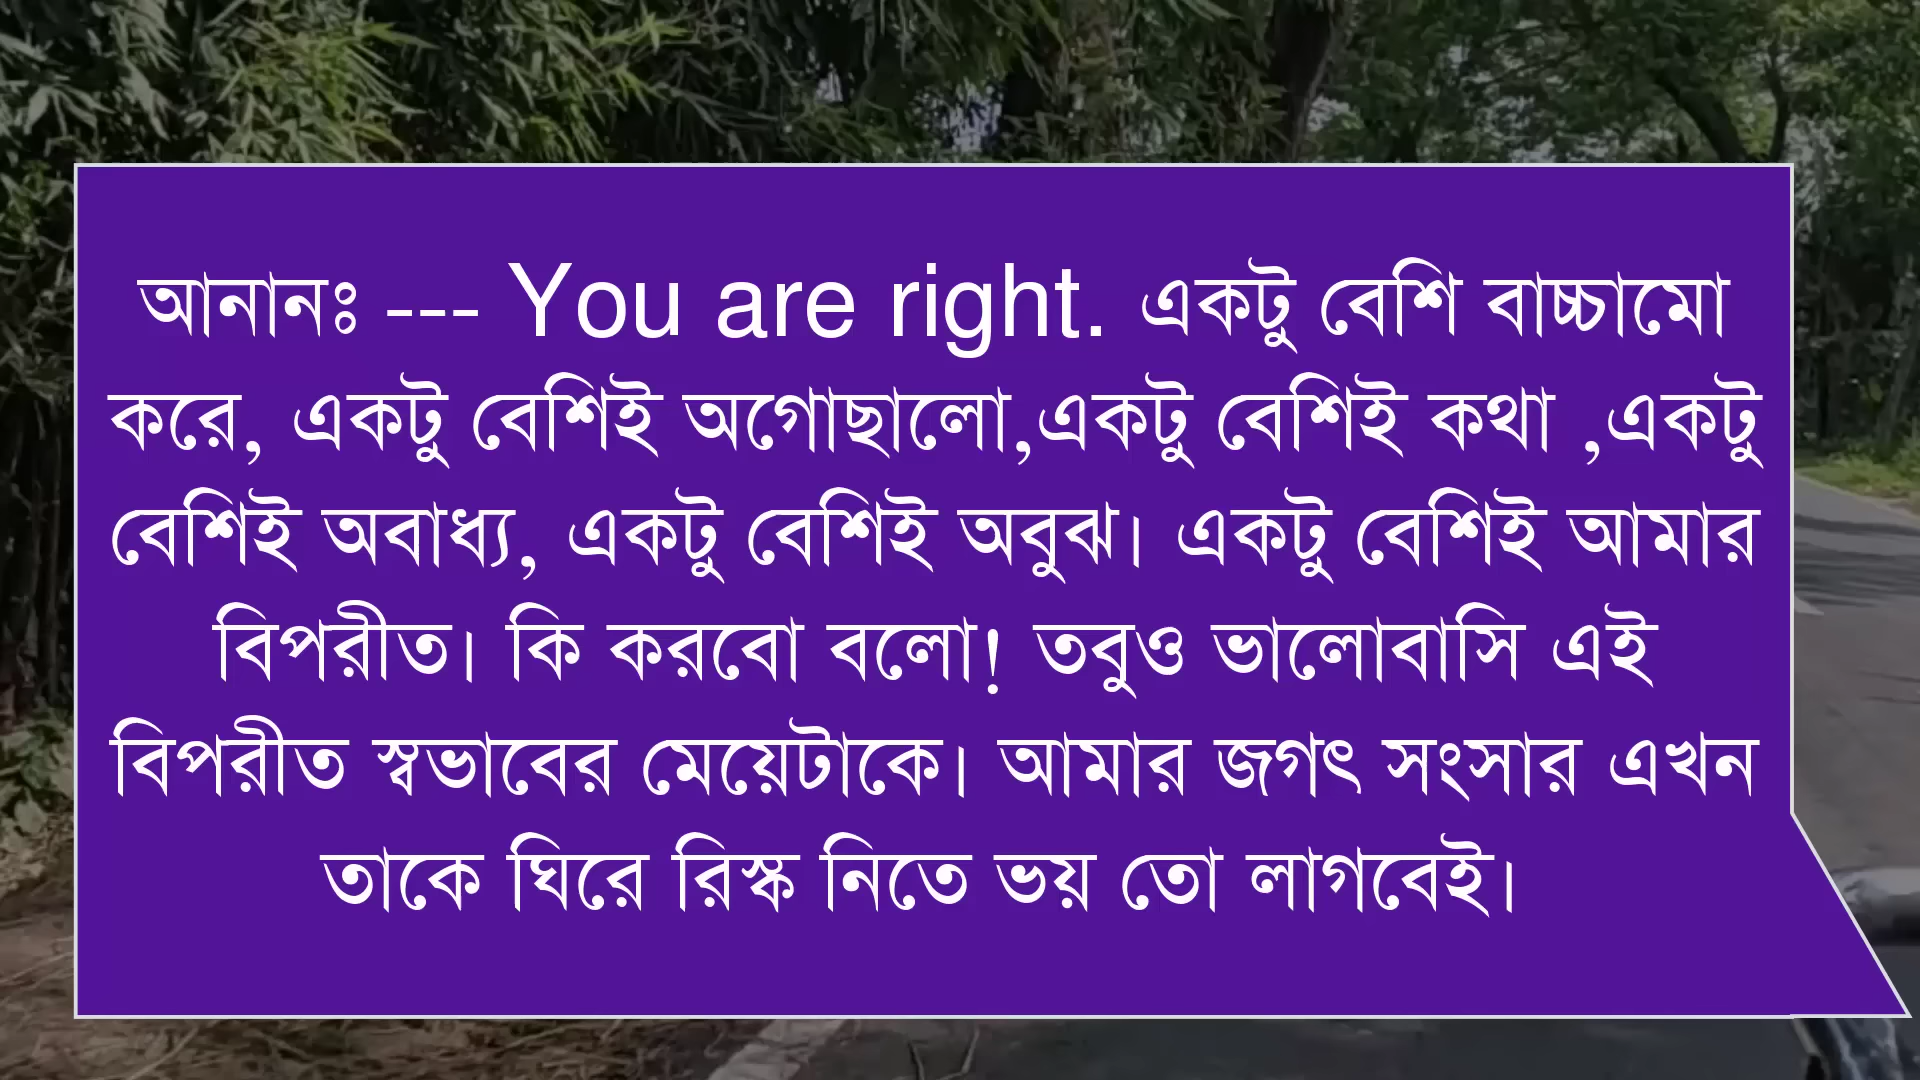 আনানঃ --- You are right. একটু বেশি বাচ্চামো
করে, একটু বেশিই অগোছালো,একটু বেশিই কথা ,একটু
বেশিই অবাধ্য, একটু বেশিই অবুঝ। একটু বেশিই আমার
বিপরীত। কি করবো বলো! তবুও ভালোবাসি এই
বিপরীত স্বভাবের মেয়েটাকে। আমার জগৎ সংসার এখন
তাকে ঘিরে রিস্ক নিতে ভয় তো লাগবেই।